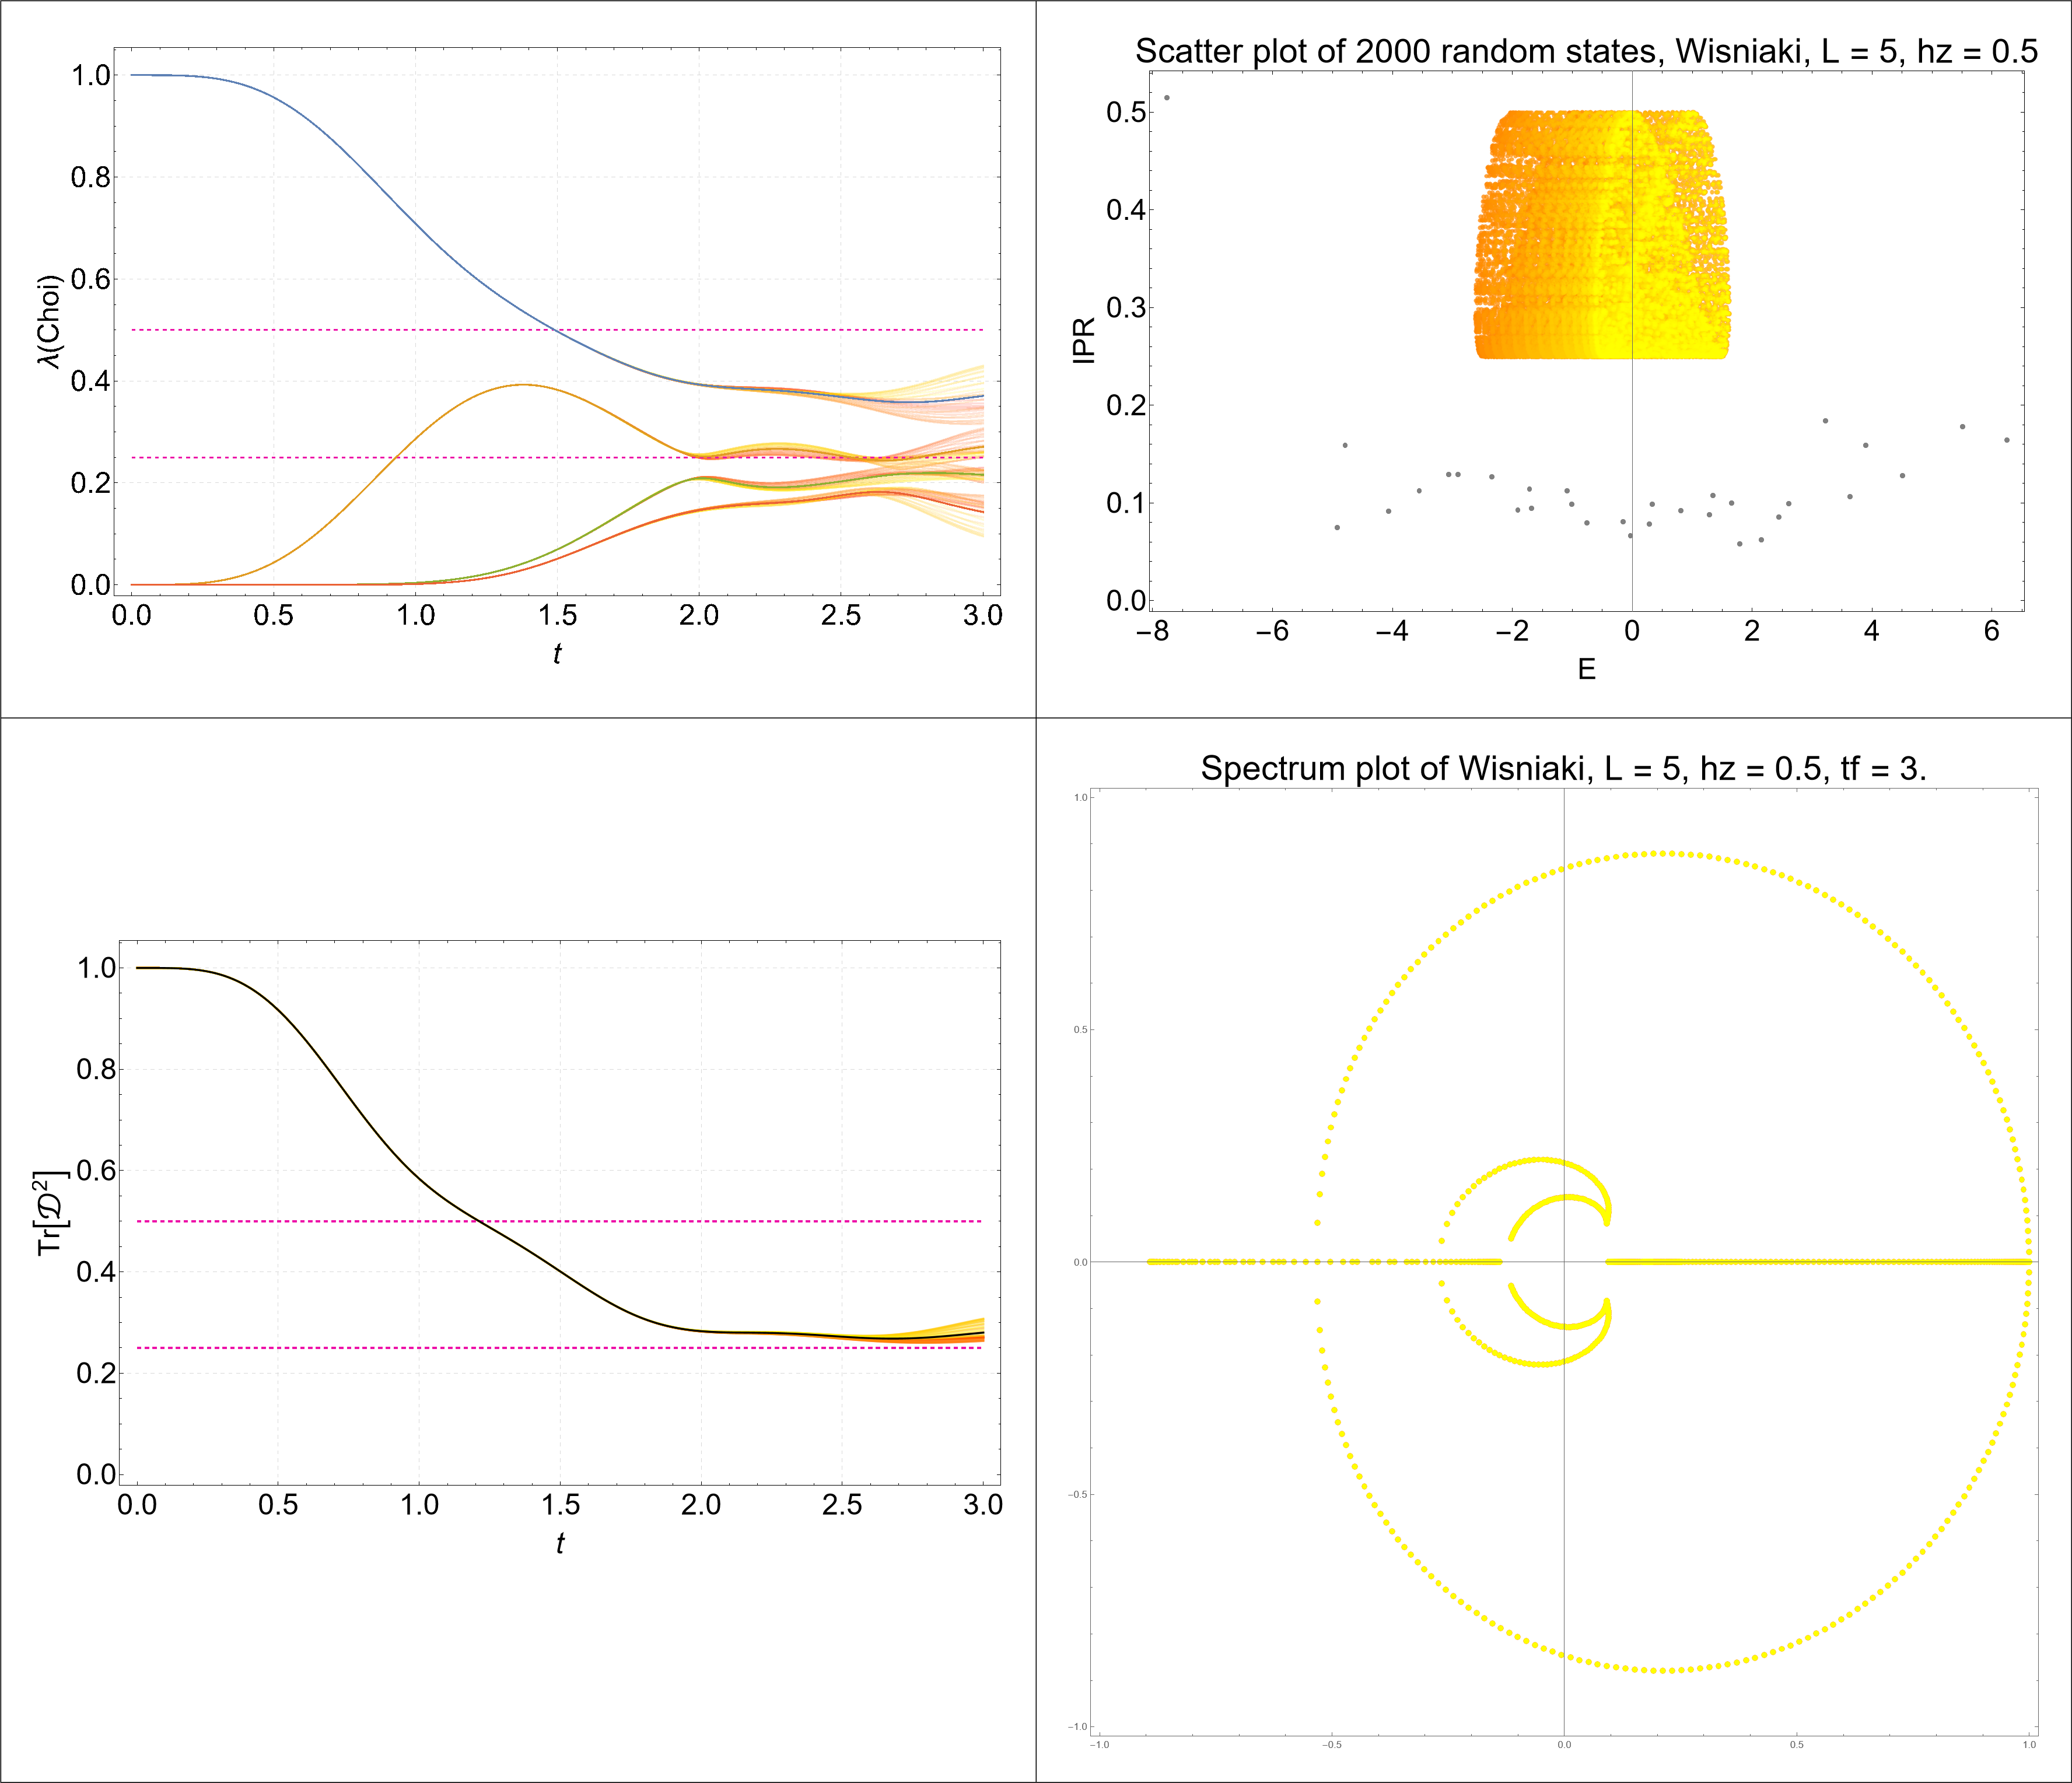 1.0
0.8
0.6
0.4
0.2
0.0
λ(Choi)
0.0 0.5 1.0 1.5 2.0 2.5 3.0
t
Scatter plot of 2000 random states, Wisniaki, L = 5, hz = 0.5
0.5
0.4
0.3
0.2
0.1
0.0
IPR
−8 −6 −4 −2 0 2 4 6
E
1.0
0.8
0.6
0.4
0.2
0.0
Tr[𝒟²]
0.0 0.5 1.0 1.5 2.0 2.5 3.0
t
Spectrum plot of Wisniaki, L = 5, hz = 0.5, tf = 3.
1.0
0.5
0.0
−0.5
−1.0
−1.0 −0.5 0.0 0.5 1.0